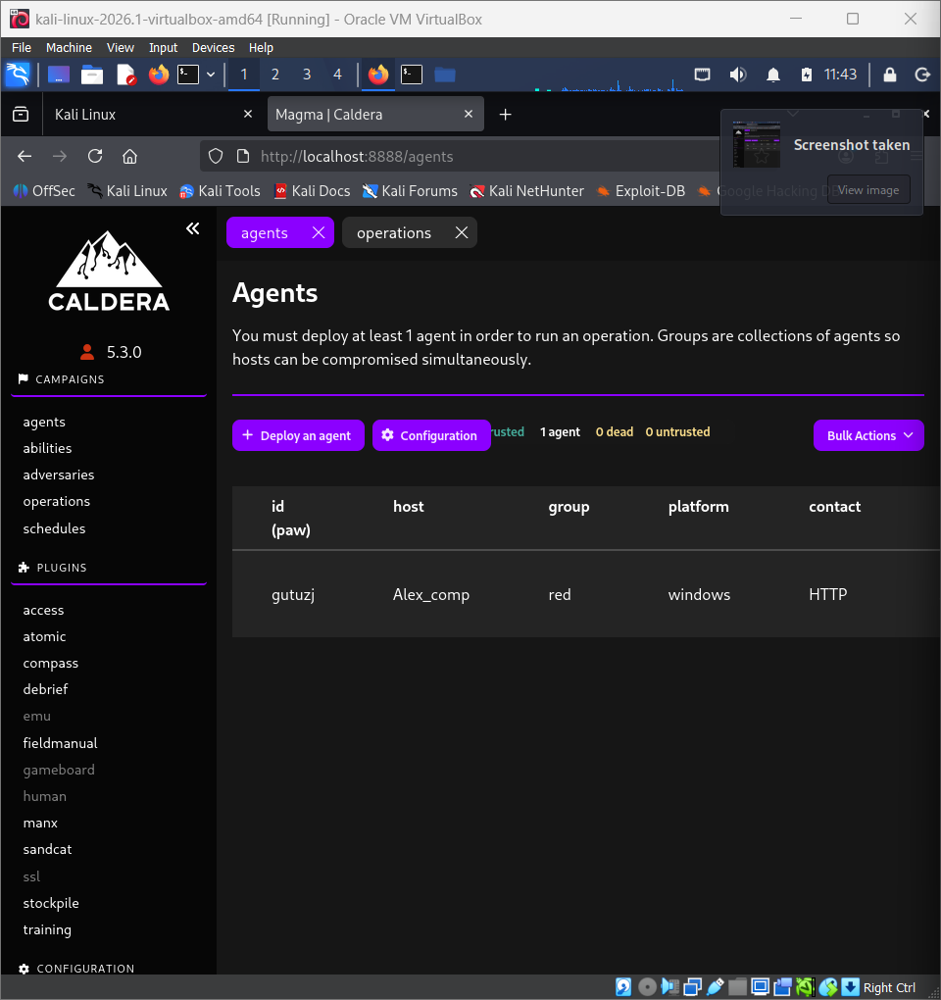 kali-linux-2026.1-virtualbox-amd64 [Running] - Oracle VM VirtualBox
File Machine View Input Devices Help
1 2 3 4 11:43
Kali Linux Magma | Caldera
Screenshot taken
http://localhost:8888/agents
View image
OffSec Kali Linux Kali Tools Kali Docs Kali Forums Kali NetHunter Exploit-DB Google Hacking DB
agents operations
CALDERA
Agents
5.3.0
You must deploy at least 1 agent in order to run an operation. Groups are collections of agents so
hosts can be compromised simultaneously.
CAMPAIGNS
agents
abilities
adversaries
operations
schedules
+ Deploy an agent Configuration rusted 1 agent 0 dead 0 untrusted Bulk Actions
id
(paw) host group platform contact
gutuzj Alex_comp red windows HTTP
PLUGINS
access
atomic
compass
debrief
emu
fieldmanual
gameboard
human
manx
sandcat
ssl
stockpile
training
CONFIGURATION
Right Ctrl